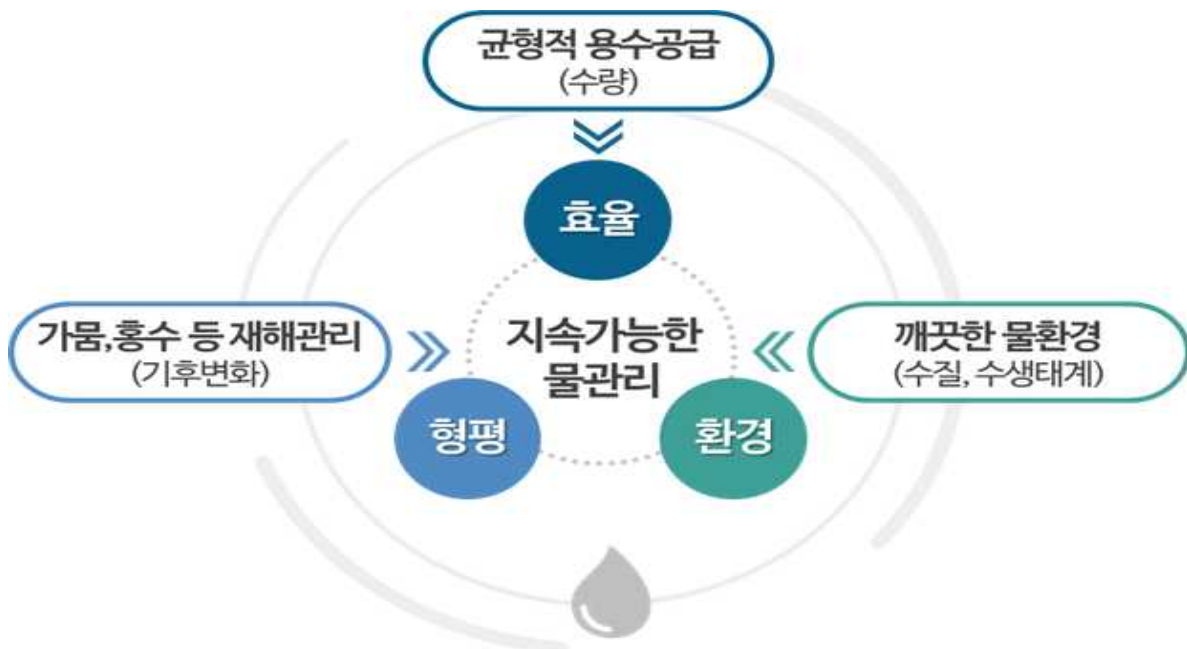 균형적 용수공급
(수량)
효율
가뭄,홍수 등 재해관리
(기후변화)
지속가능한
물관리
깨끗한 물환경
(수질, 수생태계)
형평
환경